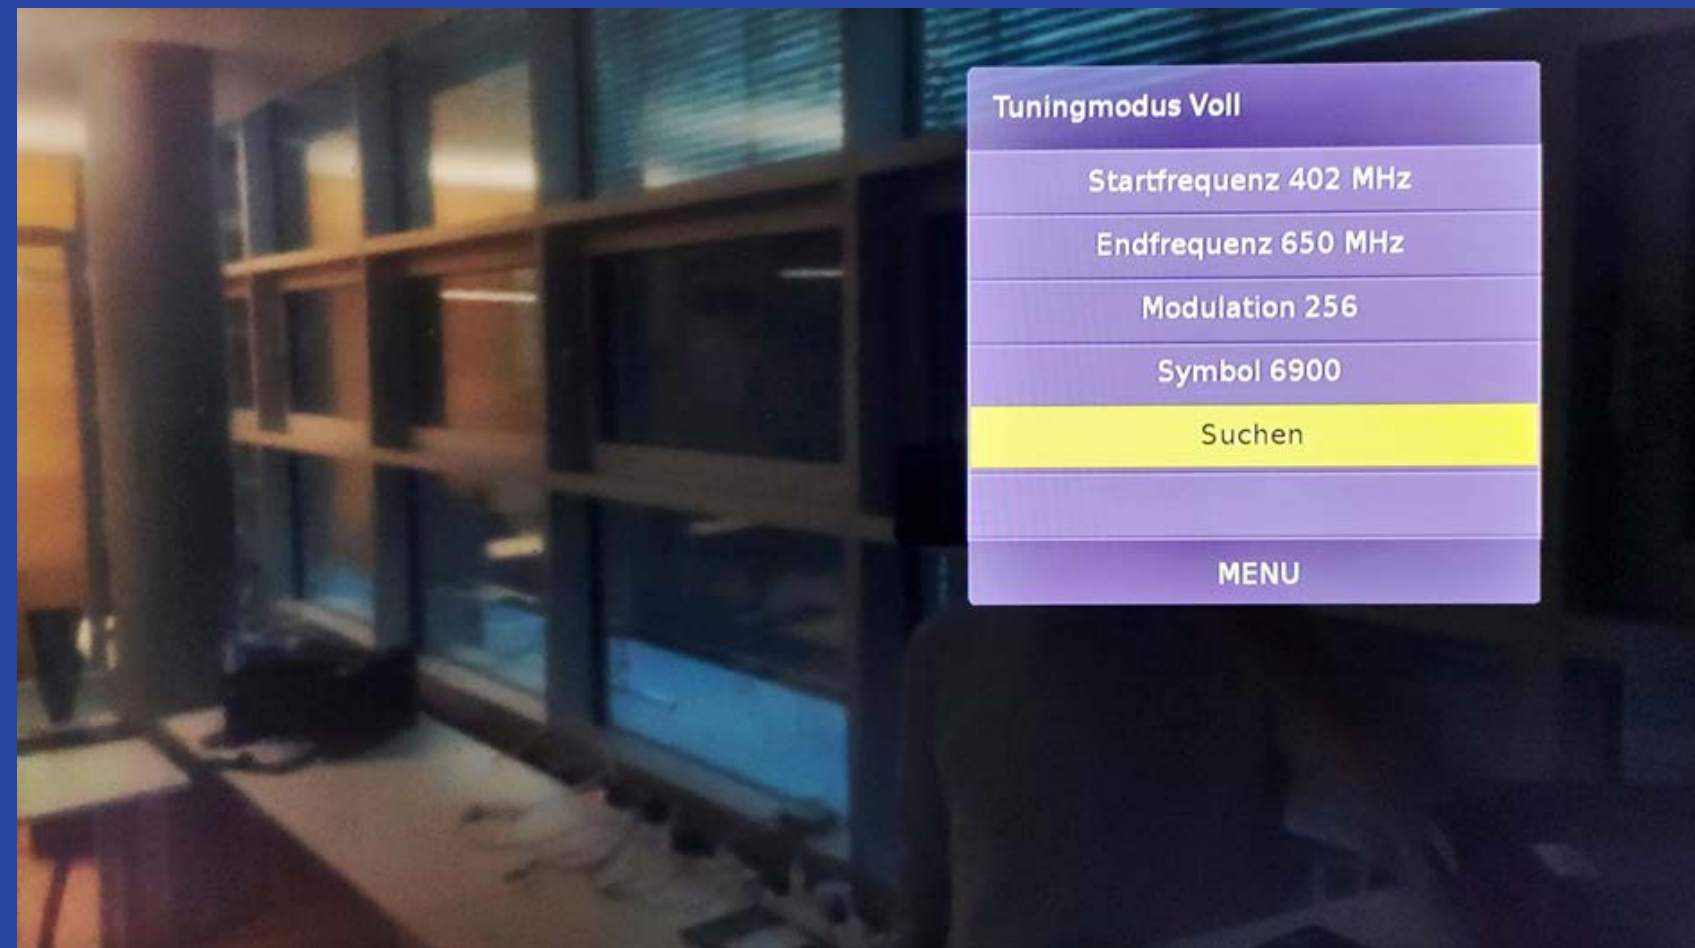 Tuningmodus Voll
Startfrequenz 402 MHz
Endfrequenz 650 MHz
Modulation 256
Symbol 6900
Suchen
MENU